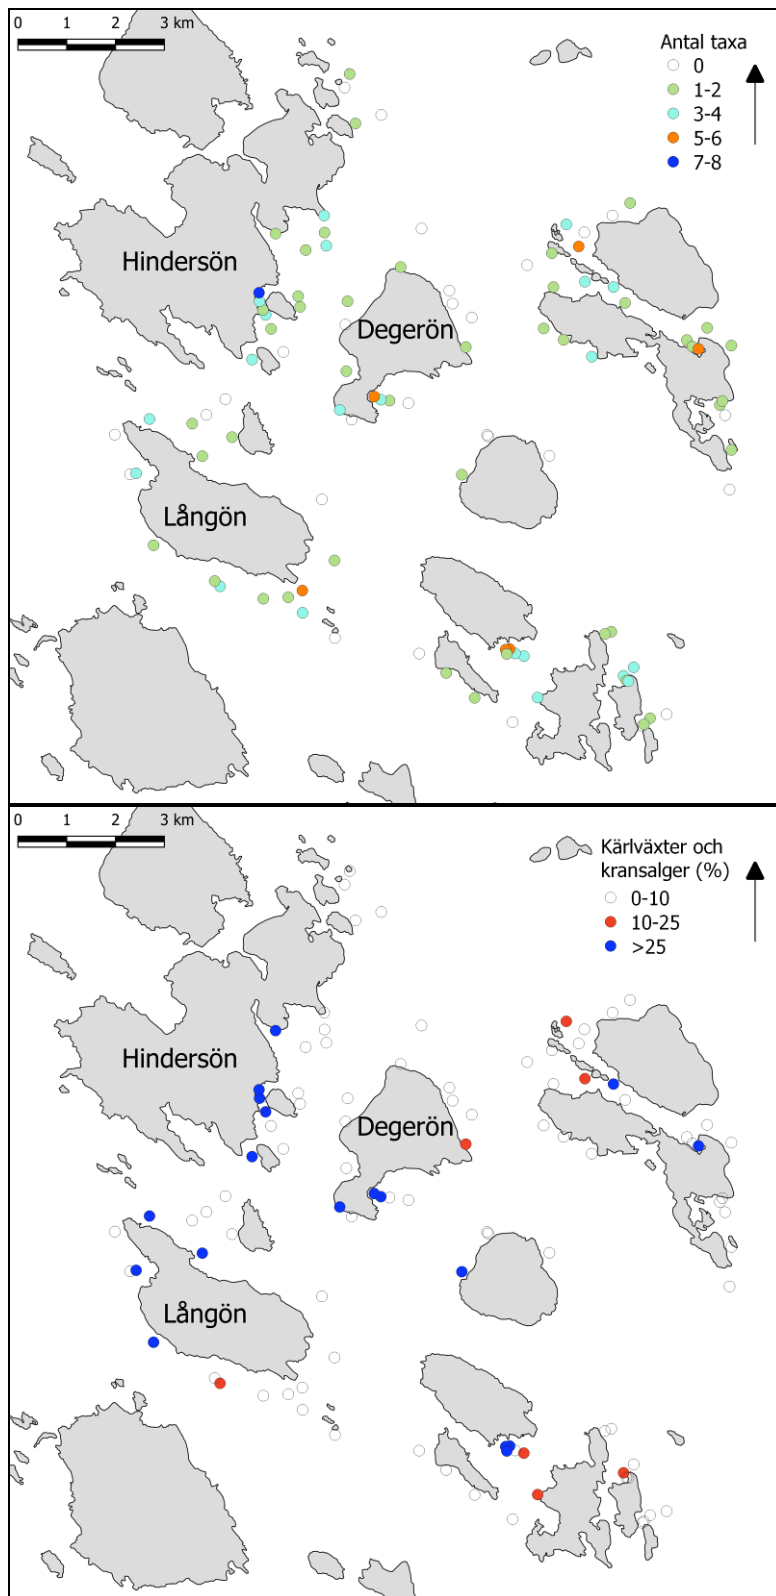 0 1 2 3 km
Antal taxa
0
1-2
3-4
5-6
7-8
Hindersön
Degerön
Långön
0 1 2 3 km
Kärlväxter och
kransalger (%)
0-10
10-25
>25
Hindersön
Degerön
Långön